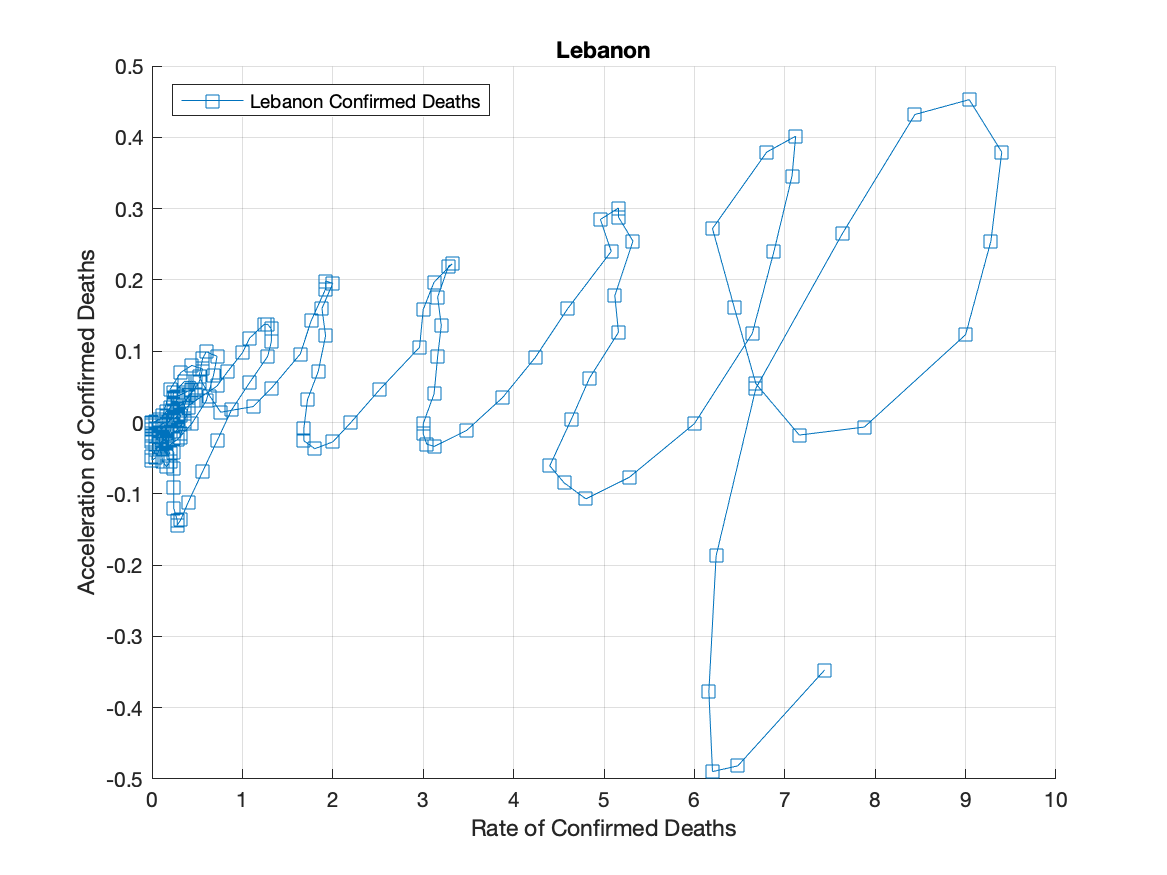 Lebanon
Lebanon Confirmed Deaths
Acceleration of Confirmed Deaths
0.5
0.4
0.3
0.2
0.1
0
-0.1
-0.2
-0.3
-0.4
-0.5
0 1 2 3 4 5 6 7 8 9 10
Rate of Confirmed Deaths